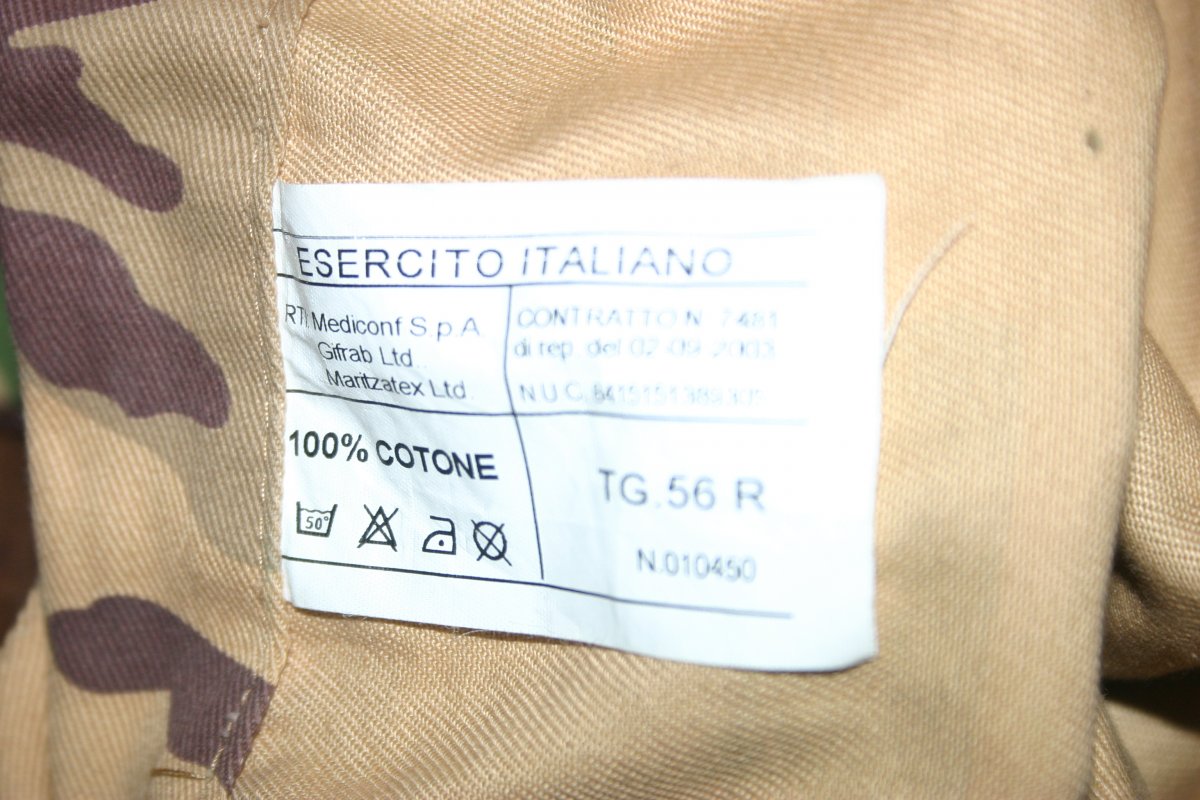 ESERCITO ITALIANO
RTI Mediconf S.p.A.
Gifrab Ltd.
Maritzatex Ltd.
CONTRATTO N. 7481
di rep. del 02-09-2003
N.U.C. 8415151389305
100% COTONE
50°
TG.56 R
N.010450